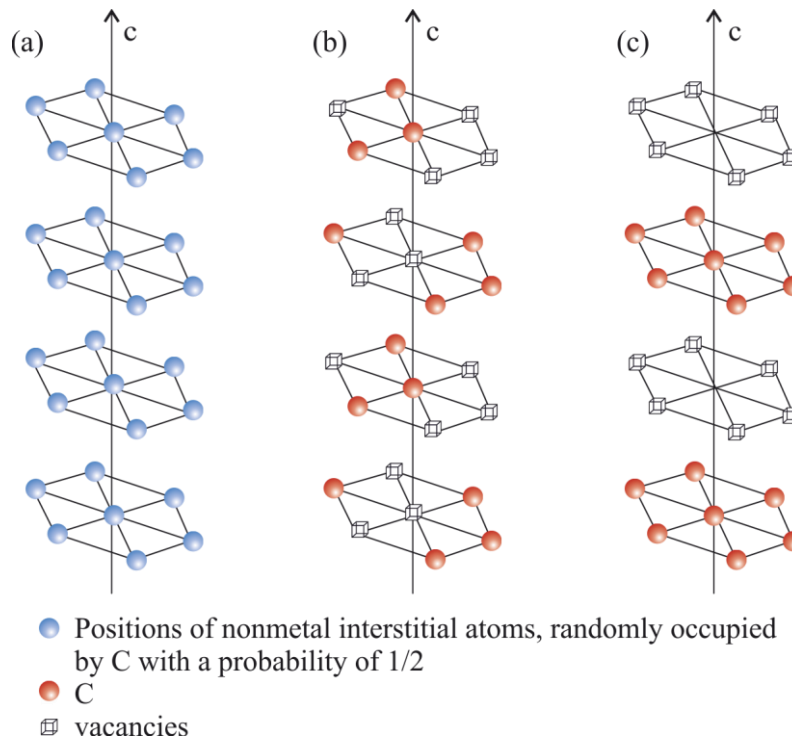 (a) c (b) c (c) c
Positions of nonmetal interstitial atoms, randomly occupied
by C with a probability of 1/2
C
vacancies